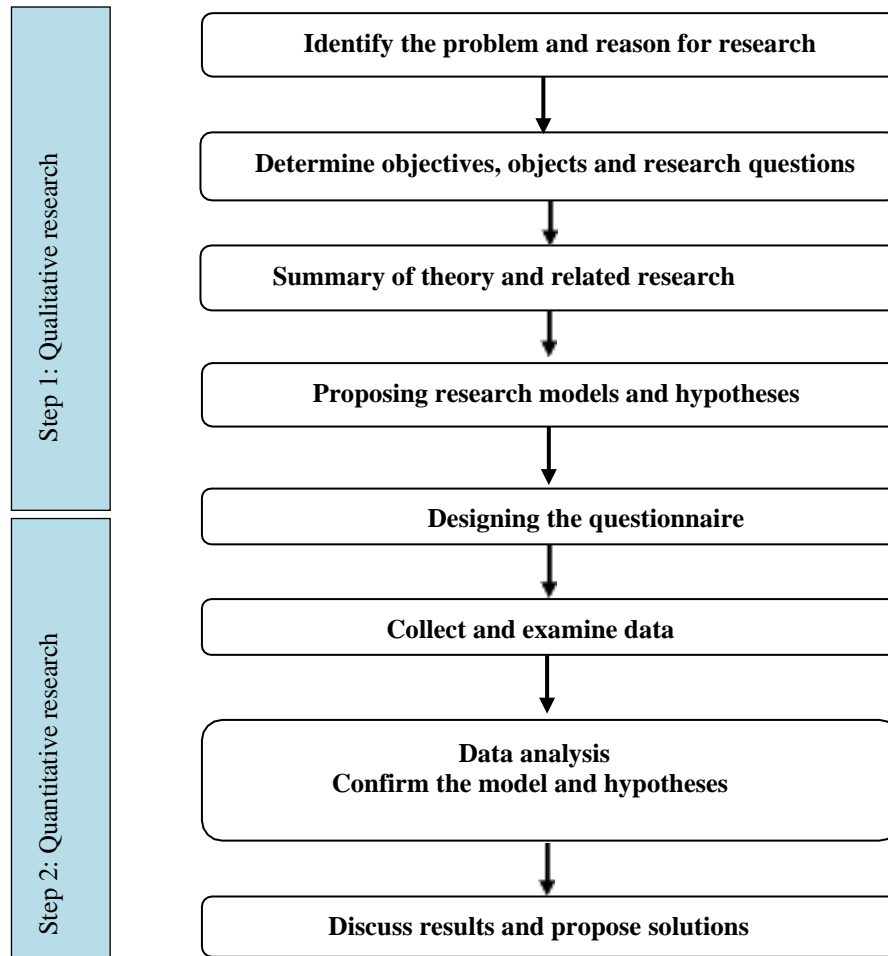 Step 1: Qualitative research
Identify the problem and reason for research
Determine objectives, objects and research questions
Summary of theory and related research
Proposing research models and hypotheses
Designing the questionnaire
Step 2: Quantitative research
Collect and examine data
Data analysis
Confirm the model and hypotheses
Discuss results and propose solutions